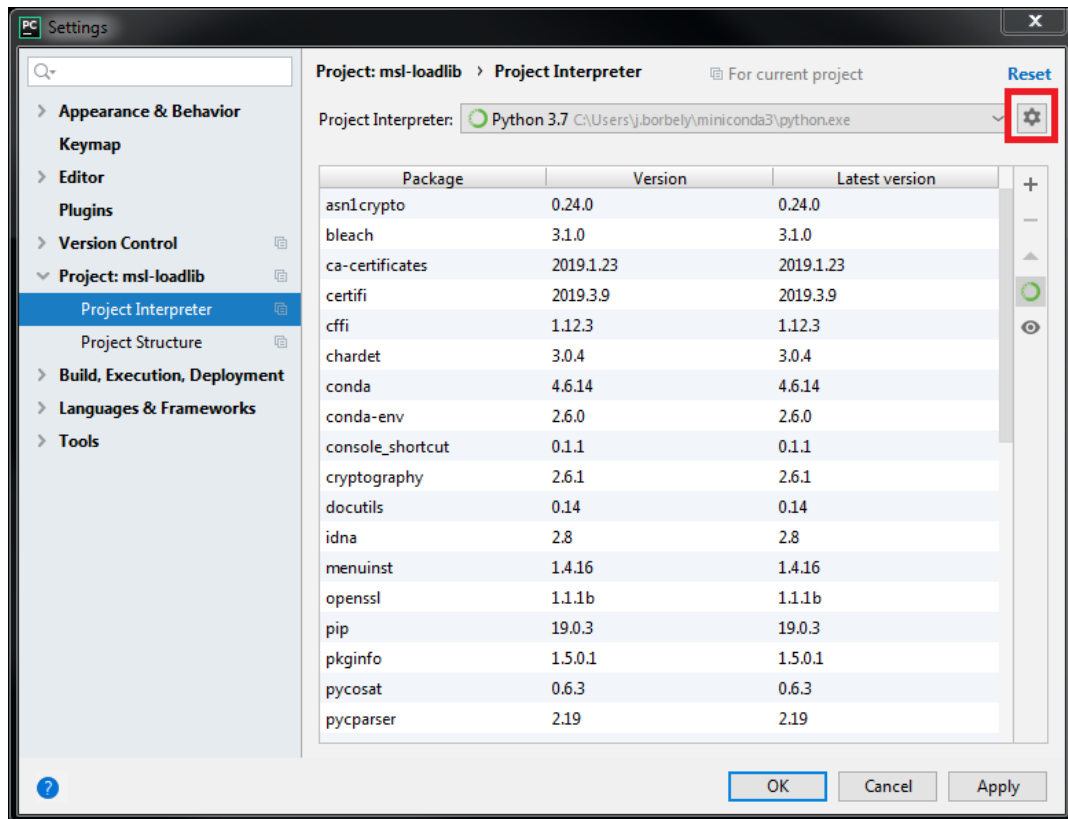 PC Settings
Appearance & Behavior
Keymap
Editor
Plugins
Version Control
Project: msl-loadlib
Project Interpreter
Project Structure
Build, Execution, Deployment
Languages & Frameworks
Tools
Project: msl-loadlib › Project Interpreter For current project Reset
Project Interpreter: Python 3.7 C:\Users\j.borbely\miniconda3\python.exe
Package Version Latest version
asn1crypto 0.24.0 0.24.0
bleach 3.1.0 3.1.0
ca-certificates 2019.1.23 2019.1.23
certifi 2019.3.9 2019.3.9
cffi 1.12.3 1.12.3
chardet 3.0.4 3.0.4
conda 4.6.14 4.6.14
conda-env 2.6.0 2.6.0
console_shortcut 0.1.1 0.1.1
cryptography 2.6.1 2.6.1
docutils 0.14 0.14
idna 2.8 2.8
menuinst 1.4.16 1.4.16
openssl 1.1.1b 1.1.1b
pip 19.0.3 19.0.3
pkginfo 1.5.0.1 1.5.0.1
pycosat 0.6.3 0.6.3
pycparser 2.19 2.19
? OK Cancel Apply